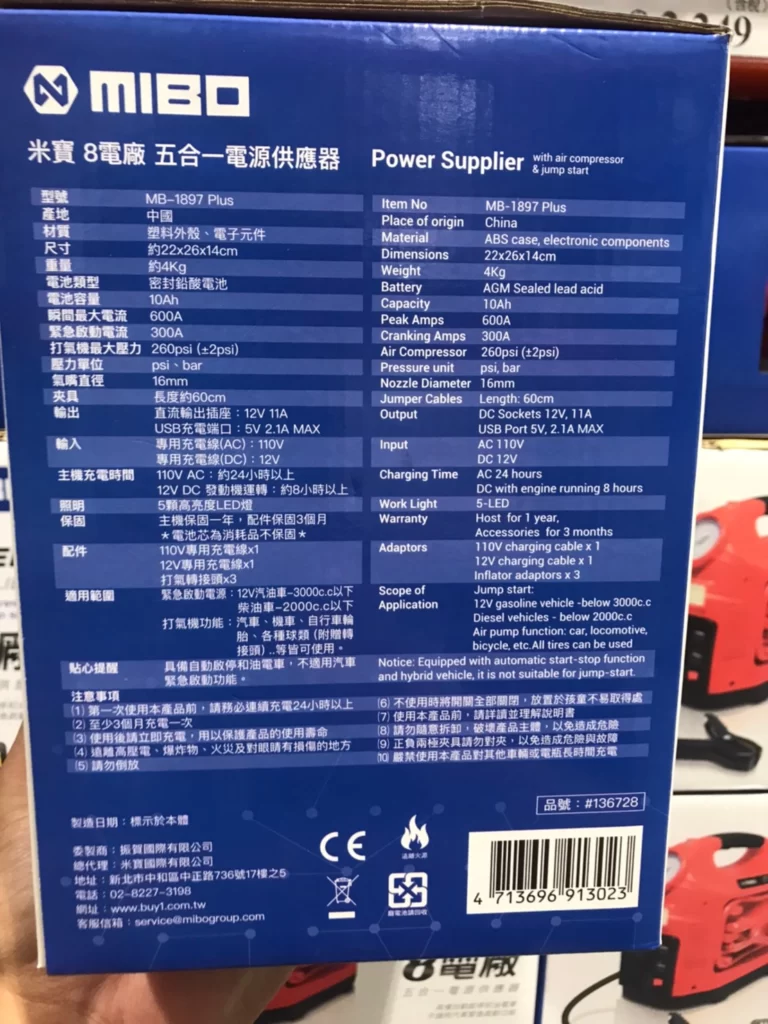 249
MIBO
米寶 8電廠 五合一電源供應器
Power Supplier with air compressor & jump start
型號 MB-1897 Plus
產地 中國
材質 塑料外殼、電子元件
尺寸 約22x26x14cm
重量 約4Kg
電池類型 密封鉛酸電池
電池容量 10Ah
瞬間最大電流 600A
緊急啟動電流 300A
打氣機最大壓力 260psi (±2psi)
壓力單位 psi、bar
氣嘴直徑 16mm
夾具 長度約60cm
輸出 直流輸出插座：12V 11A
USB充電端口：5V 2.1A MAX
輸入 專用充電線(AC)：110V
專用充電線(DC)：12V
主機充電時間 110V AC：約24小時以上
12V DC 發動機運轉：約8小時以上
照明 5顆高亮度LED燈
保固 主機保固一年，配件保固3個月
＊電池芯為消耗品不保固＊
配件 110V專用充電線x1
12V專用充電線x1
打氣轉接頭x3
適用範圍 緊急啟動電源：12V汽油車-3000c.c以下
柴油車-2000c.c以下
打氣機功能：汽車、機車、自行車輪
胎、各種球類 (附贈轉
接頭) ..等皆可使用。
貼心提醒 具備自動啟停和油電車，不適用汽車
緊急啟動功能。
Item No MB-1897 Plus
Place of origin China
Material ABS case, electronic components
Dimensions 22x26x14cm
Weight 4Kg
Battery AGM Sealed lead acid
Capacity 10Ah
Peak Amps 600A
Cranking Amps 300A
Air Compressor 260psi (±2psi)
Pressure unit psi, bar
Nozzle Diameter 16mm
Jumper Cables Length: 60cm
Output DC Sockets 12V, 11A
USB Port 5V, 2.1A MAX
Input AC 110V
DC 12V
Charging Time AC 24 hours
DC with engine running 8 hours
Work Light 5-LED
Warranty Host for 1 year,
Accessories for 3 months
Adaptors 110V charging cable x 1
12V charging cable x 1
Inflator adaptors x 3
Scope of Application Jump start:
12V gasoline vehicle -below 3000c.c
Diesel vehicles - below 2000c.c
Air pump function: car, locomotive,
bicycle, etc.All tires can be used
Notice: Equipped with automatic start-stop function
and hybrid vehicle, it is not suitable for jump-start.
注意事項
(1) 第一次使用本產品前，請務必連續充電24小時以上
(2) 至少3個月充電一次
(3) 使用後請立即充電，用以保護產品的使用壽命
(4) 遠離高壓電、爆炸物、火災及對眼睛有損傷的地方
(5) 請勿倒放
(6) 不使用時將開關全部關閉，放置於孩童不易取得處
(7) 使用本產品前，請詳讀並理解說明書
(8) 請勿隨意拆卸，破壞產品主體，以免造成危險
(9) 正負兩極夾具請勿對夾，以免造成危險與故障
(10) 嚴禁使用本產品對其他車輛或電瓶長時間充電
品號：#136728
製造日期：標示於本體
委製商：振賀國際有限公司
總代理：米寶國際有限公司
地址：新北市中和區中正路736號17樓之5
電話：02-8227-3198
網址：www.buy1.com.tw
客服信箱：service@mibogroup.com
CE
遠離火源
廢電池請回收
4 713696 913023
8電廠
五合一電源供應器